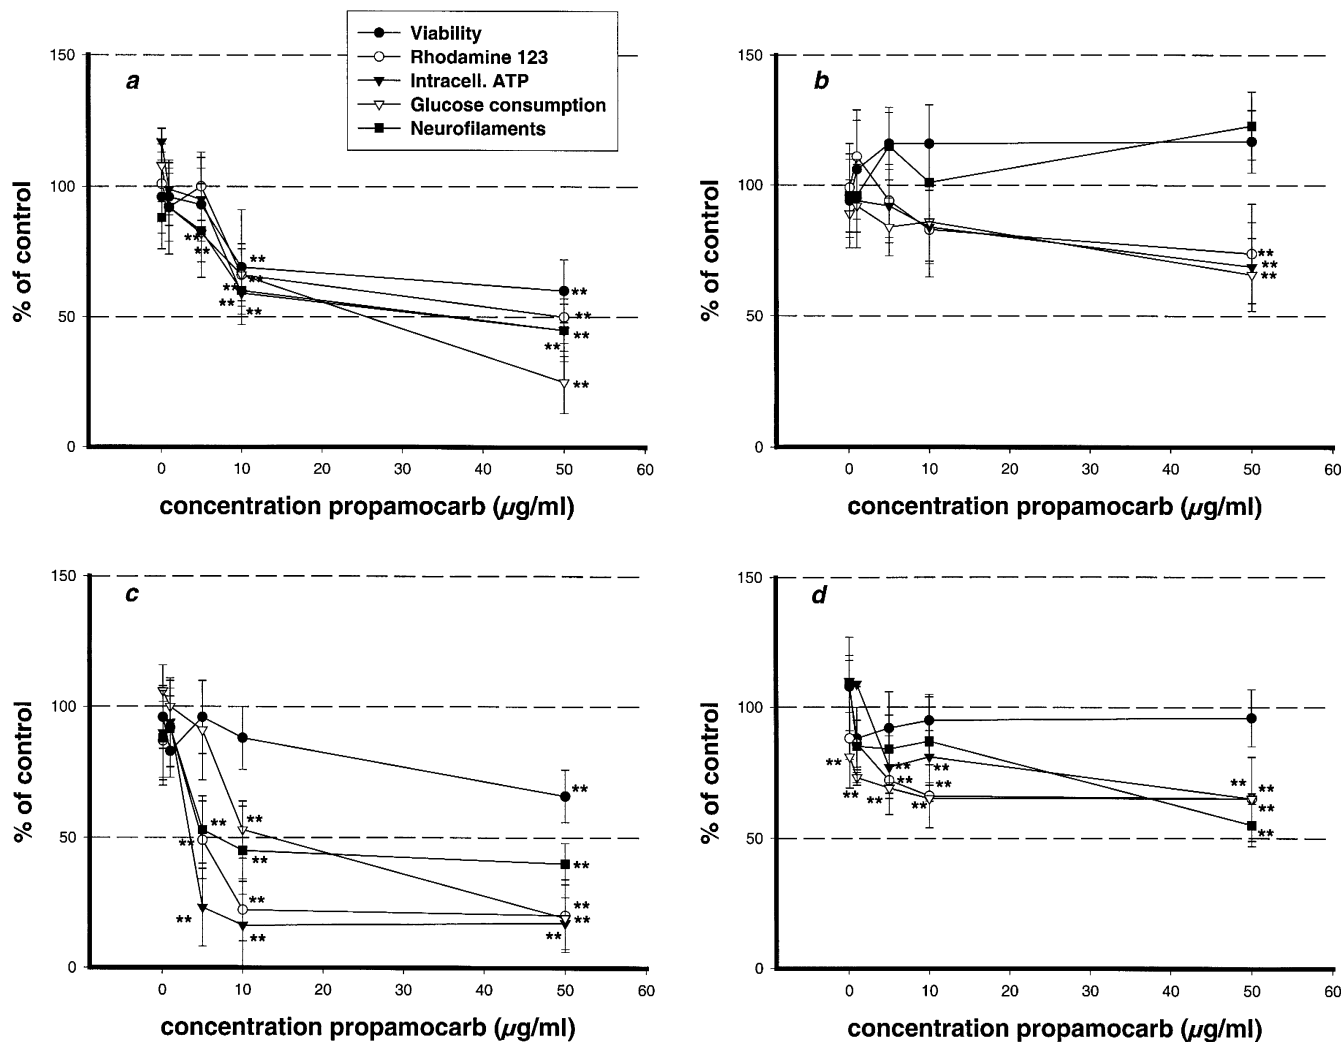 Viability
Rhodamine 123
Intracell. ATP
Glucose consumption
Neurofilaments
a
150
100
50
0
% of control
** ** ** ** ** ** ** ** ** ** ** **
0 10 20 30 40 50 60
concentration propamocarb (µg/ml)
b
150
100
50
0
% of control
** ** **
0 10 20 30 40 50 60
concentration propamocarb (µg/ml)
c
150
100
50
0
% of control
** ** ** ** ** ** ** ** ** ** ** **
0 10 20 30 40 50 60
concentration propamocarb (µg/ml)
d
150
100
50
0
% of control
** ** ** ** ** ** ** ** ** ** ** **
0 10 20 30 40 50 60
concentration propamocarb (µg/ml)